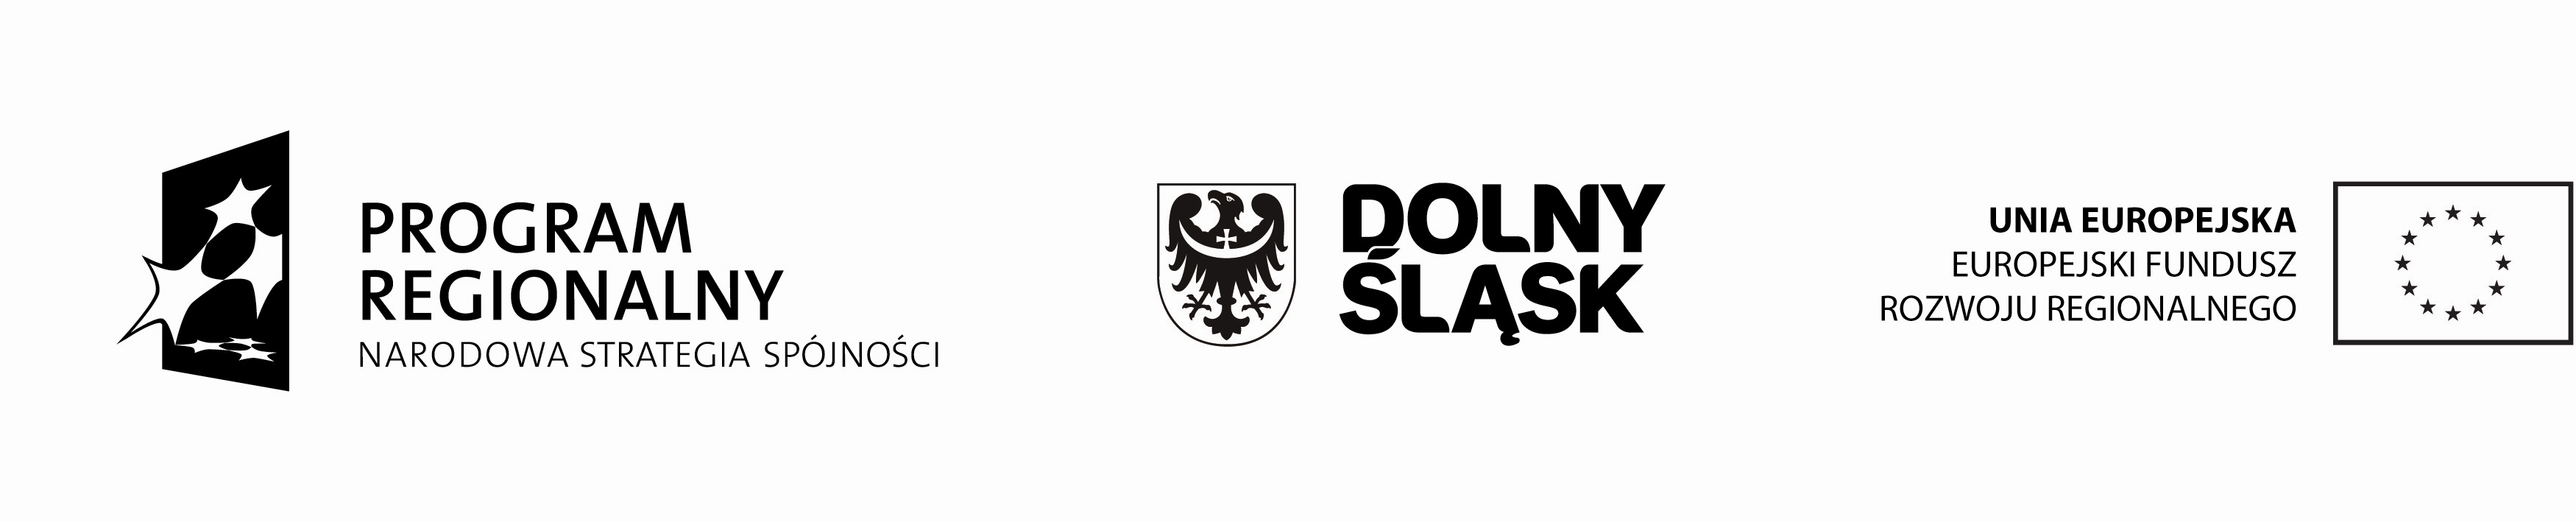 PROGRAM
REGIONALNY
NARODOWA STRATEGIA SPÓJNOŚCI
DOLNY
ŚLĄSK
UNIA EUROPEJSKA
EUROPEJSKI FUNDUSZ
ROZWOJU REGIONALNEGO